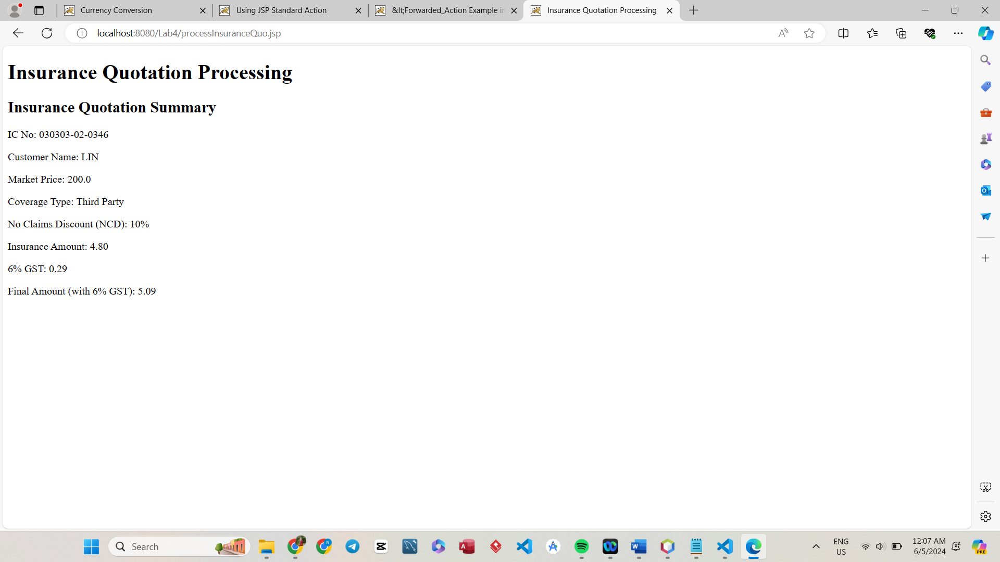 Currency Conversion
Using JSP Standard Action
&lt;Forwarded_Action Example in
Insurance Quotation Processing
localhost:8080/Lab4/processInsuranceQuo.jsp
Insurance Quotation Processing
Insurance Quotation Summary
IC No: 030303-02-0346
Customer Name: LIN
Market Price: 200.0
Coverage Type: Third Party
No Claims Discount (NCD): 10%
Insurance Amount: 4.80
6% GST: 0.29
Final Amount (with 6% GST): 5.09
Search
N
A
W
ENG
US
12:07 AM
6/5/2024
PRE